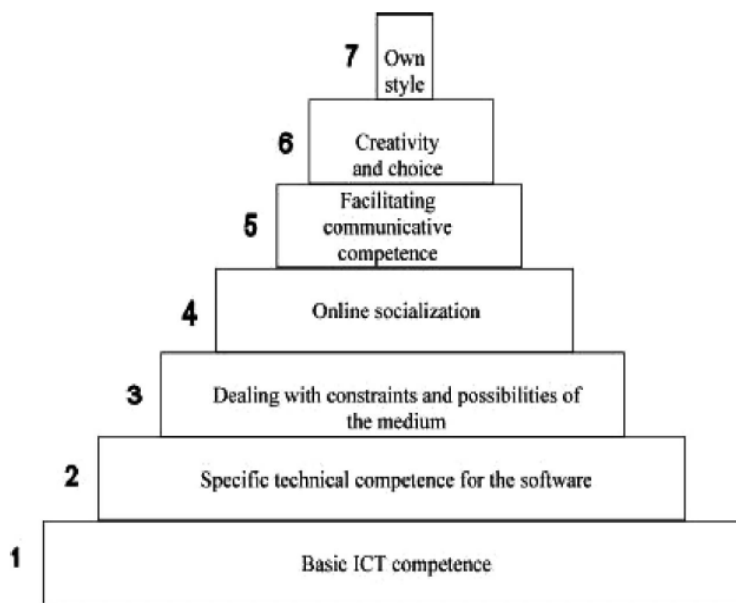 7
Own
style
6
Creativity
and choice
5
Facilitating
communicative
competence
4
Online socialization
3
Dealing with constraints and possibilities of
the medium
2
Specific technical competence for the software
1
Basic ICT competence